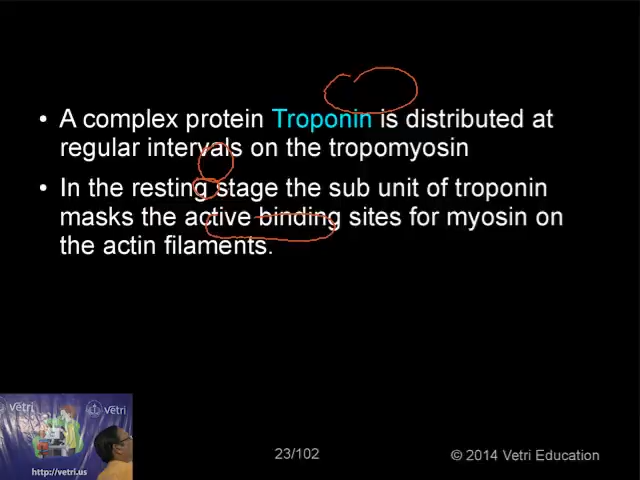 • A complex protein Troponin is distributed at
regular intervals on the tropomyosin
• In the resting stage the sub unit of troponin
masks the active binding sites for myosin on
the actin filaments.
vetri
Vetri
http://vetri.us
23/102
© 2014 Vetri Education